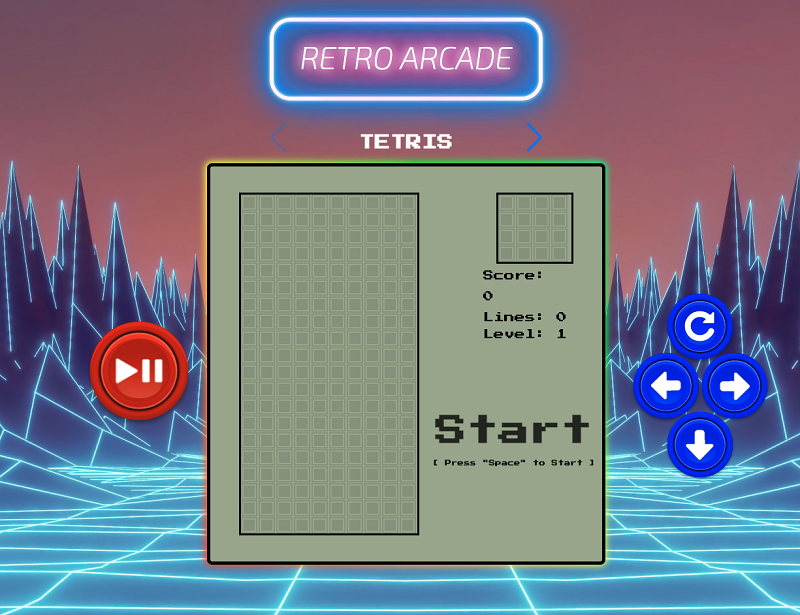 RETRO ARCADE
TETRIS
Score:
0
Lines: 0
Level: 1
Start
[ Press "Space" to Start ]